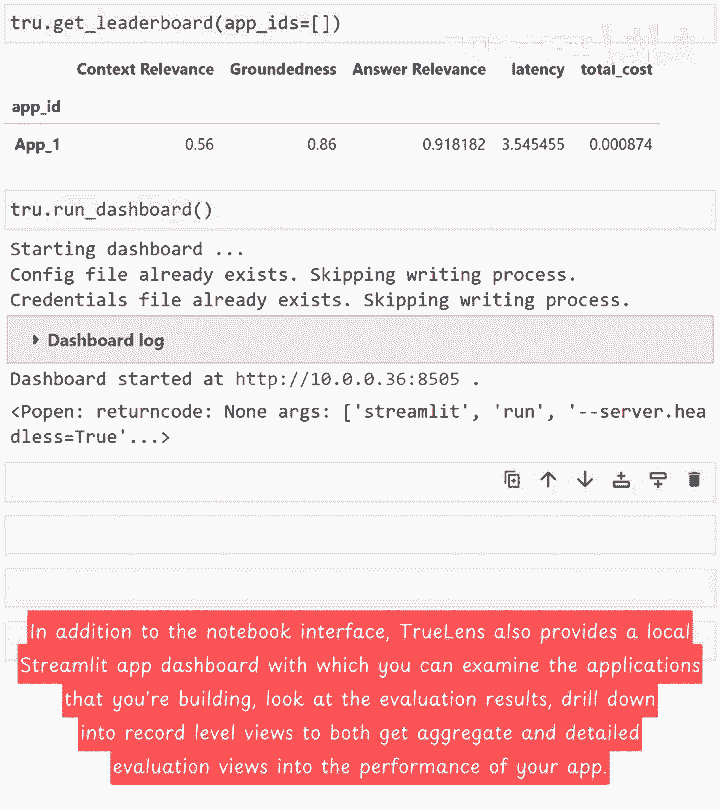 tru.get_leaderboard(app_ids=[])
Context Relevance Groundedness Answer Relevance latency total_cost
app_id
App_1 0.56 0.86 0.918182 3.545455 0.000874
tru.run_dashboard()
Starting dashboard ...
Config file already exists. Skipping writing process.
Credentials file already exists. Skipping writing process.
Dashboard log
Dashboard started at http://10.0.0.36:8505 .
<Popen: returncode: None args: ['streamlit', 'run', '--server.hea
dless=True'...>
In addition to the notebook interface, TrueLens also provides a local
Streamlit app dashboard with which you can examine the applications
that you're building, look at the evaluation results, drill down
into record level views to both get aggregate and detailed
evaluation views into the performance of your app.